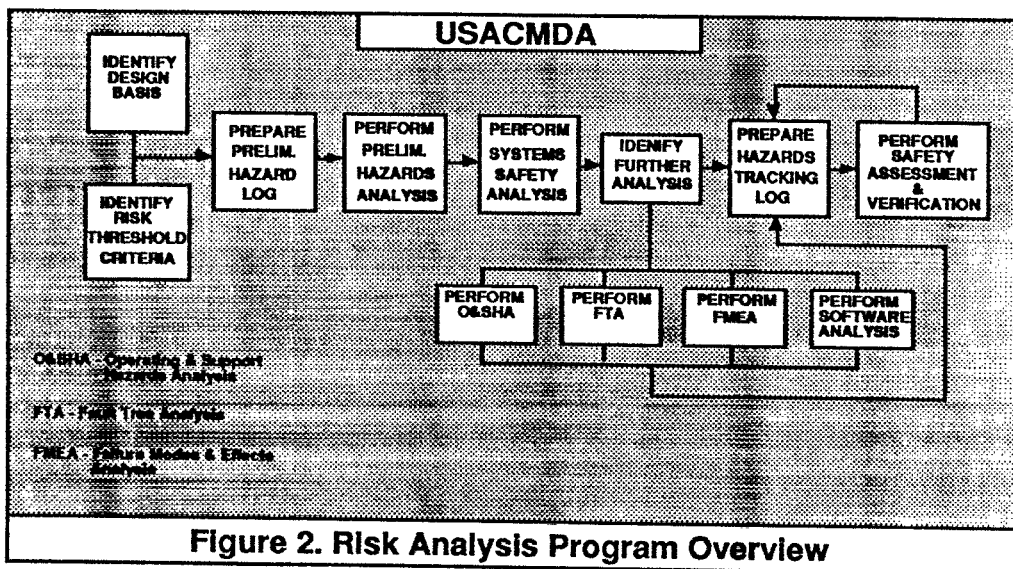 USACMDA
IDENTIFY
DESIGN
BASIS
IDENTIFY
RISK
THRESHOLD
CRITERIA
PREPARE
PRELIM.
HAZARD
LOG
PERFORM
PRELIM.
HAZARDS
ANALYSIS
PERFORM
SYSTEMS
SAFETY
ANALYSIS
IDENIFY
FURTHER
ANALYSIS
PREPARE
HAZARDS
TRACKING
LOG
PERFORM
SAFETY
ASSESSMENT
&
VERIFICATION
PERFORM
O&SHA
PERFORM
FTA
PERFORM
FMEA
PERFORM
SOFTWARE
ANALYSIS
O&SHA - Operating & Support
Hazards Analysis
FTA - Fault Tree Analysis
FMEA - Failure Modes & Effects
Analysis
Figure 2. Risk Analysis Program Overview